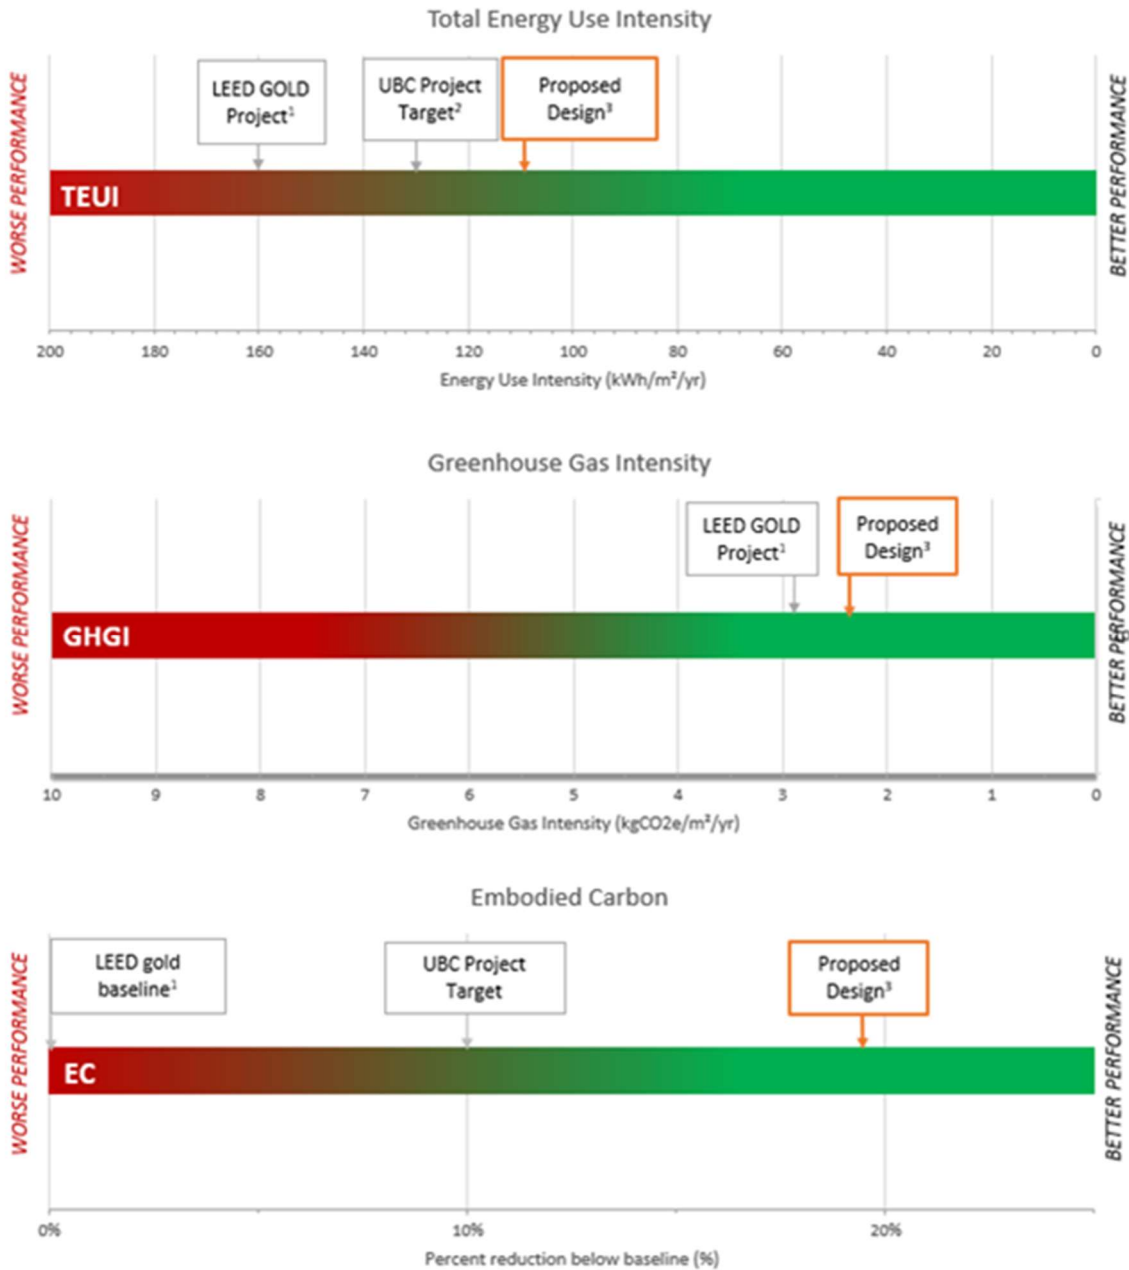 Total Energy Use Intensity
WORSE PERFORMANCE
LEED GOLD
Project¹
UBC Project
Target²
Proposed
Design³
BETTER PERFORMANCE
TEUI
200 180 160 140 120 100 80 60 40 20 0
Energy Use Intensity (kWh/m²/yr)
Greenhouse Gas Intensity
WORSE PERFORMANCE
LEED GOLD
Project¹
Proposed
Design³
BETTER PERFORMANCE
GHGI
10 9 8 7 6 5 4 3 2 1 0
Greenhouse Gas Intensity (kgCO2e/m²/yr)
Embodied Carbon
WORSE PERFORMANCE
LEED gold
baseline¹
UBC Project
Target
Proposed
Design³
BETTER PERFORMANCE
EC
0% 10% 20%
Percent reduction below baseline (%)